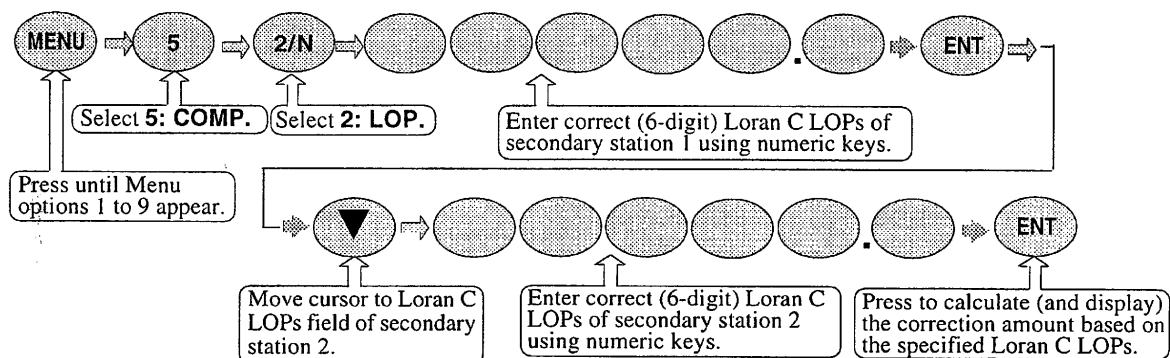 MENU 5 2/N . ENT
Select 5: COMP. Select 2: LOP.
Enter correct (6-digit) Loran C LOPs of
secondary station 1 using numeric keys.
Press until Menu
options 1 to 9 appear.
▼ . ENT
Move cursor to Loran C
LOPs field of secondary
station 2.
Enter correct (6-digit) Loran C
LOPs of secondary station 2
using numeric keys.
Press to calculate (and display)
the correction amount based on
the specified Loran C LOPs.